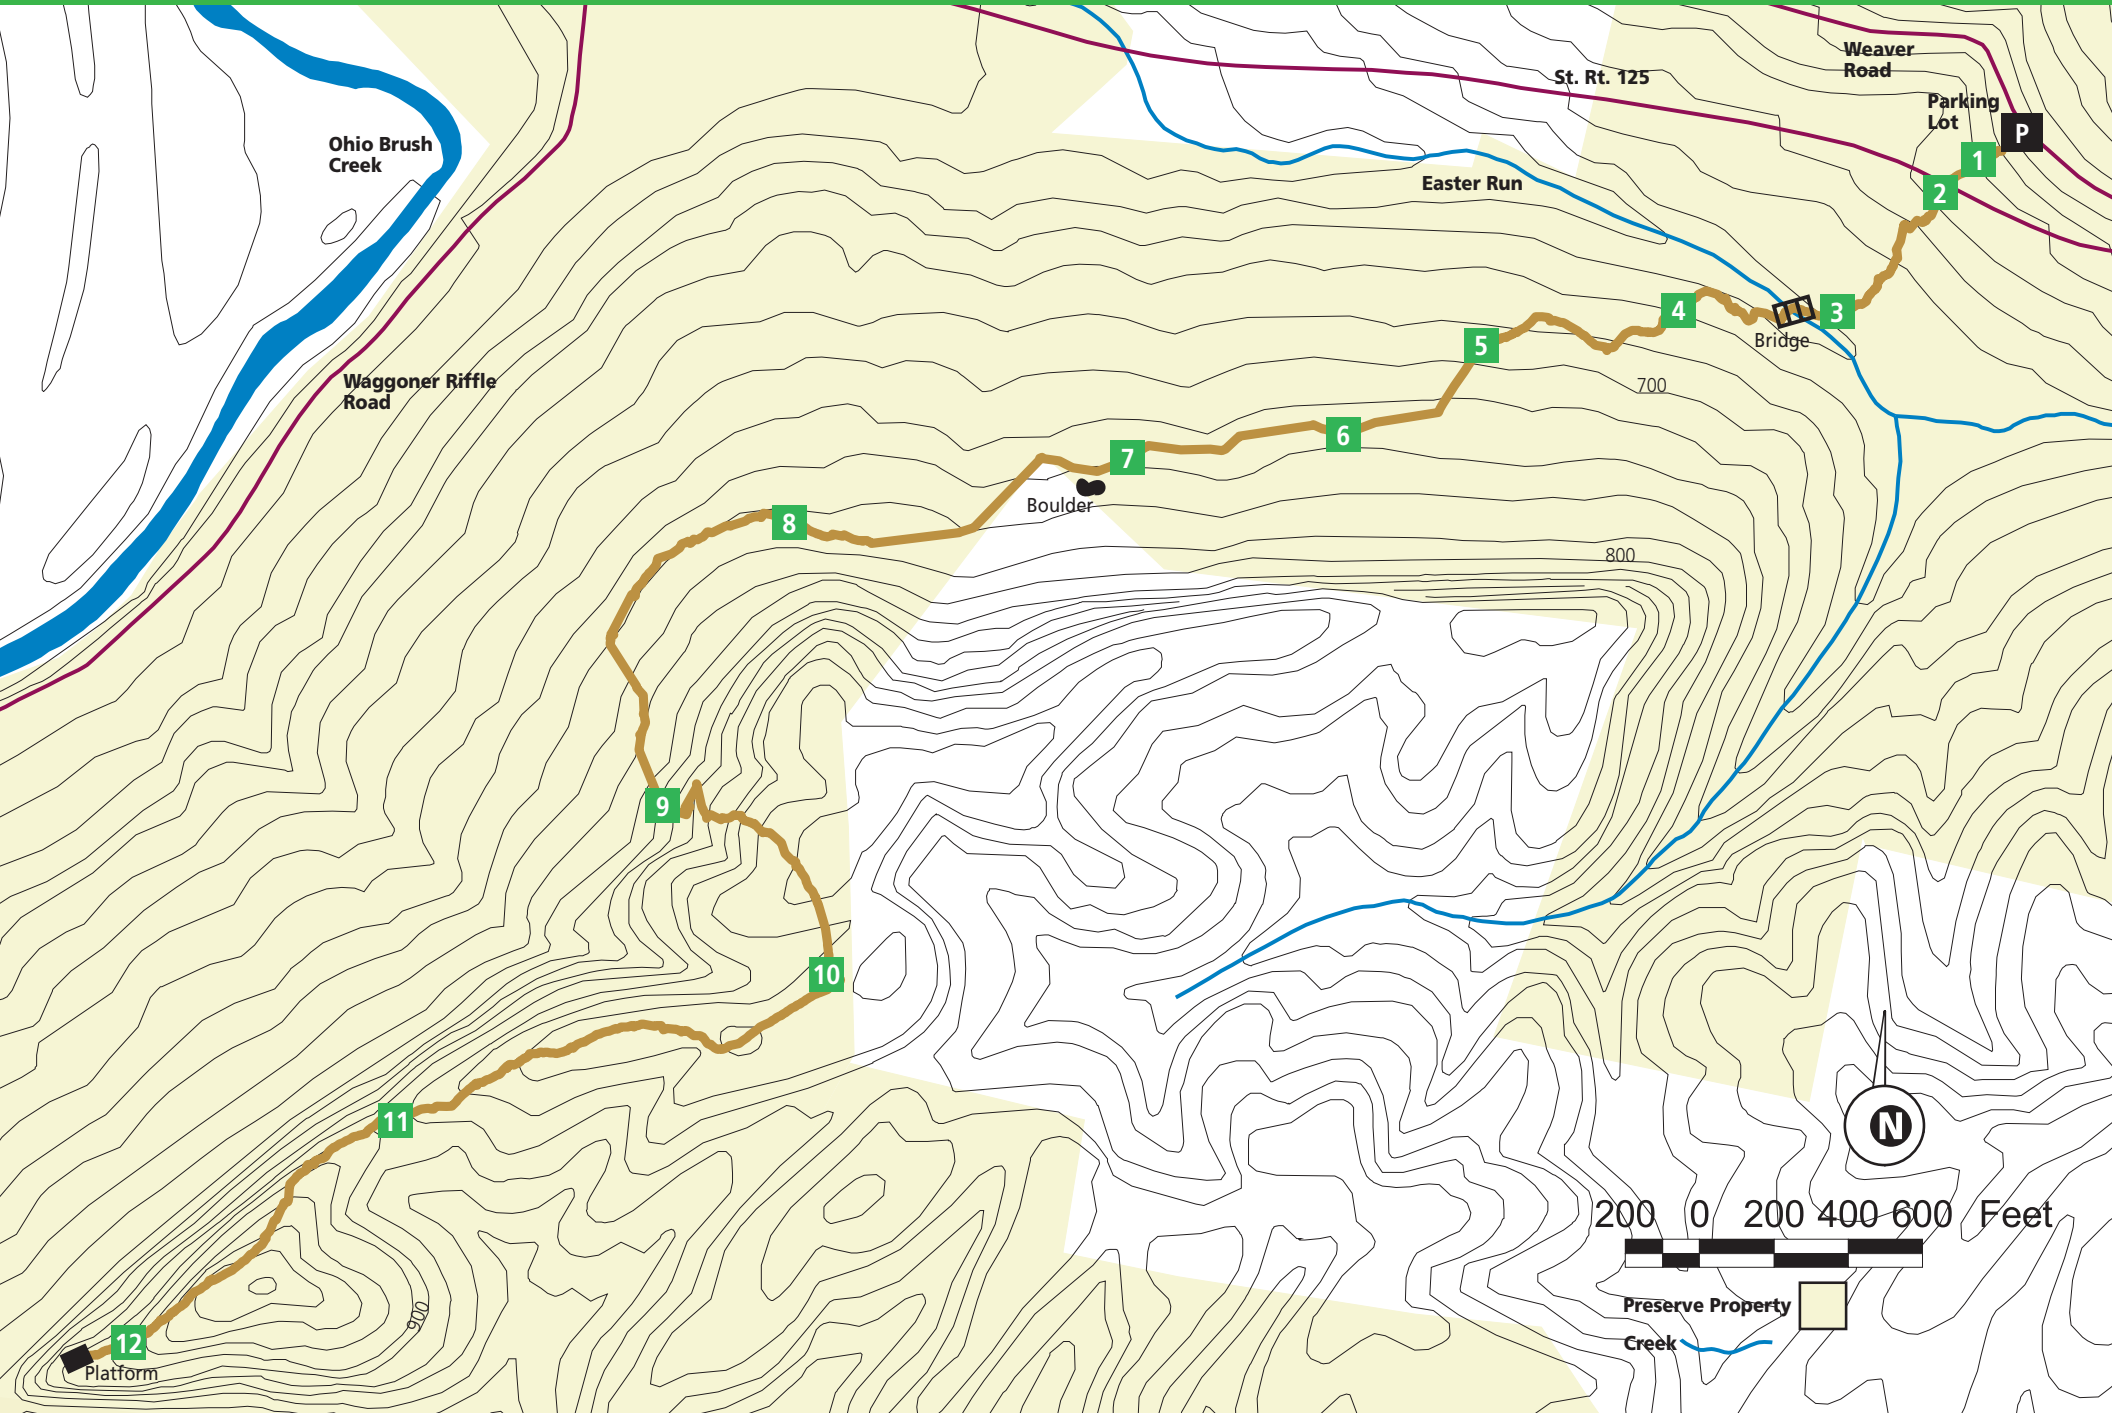 Weaver
Road
St. Rt. 125
Parking
Lot
P
Ohio Brush
Creek
1
Easter Run
2
4
3
Bridge
5
Waggoner Riffle
Road
700
6
7
Boulder
8
800
9
10
11
N
200 0 200 400 600 Feet
Preserve Property
900
12
Creek
Platform